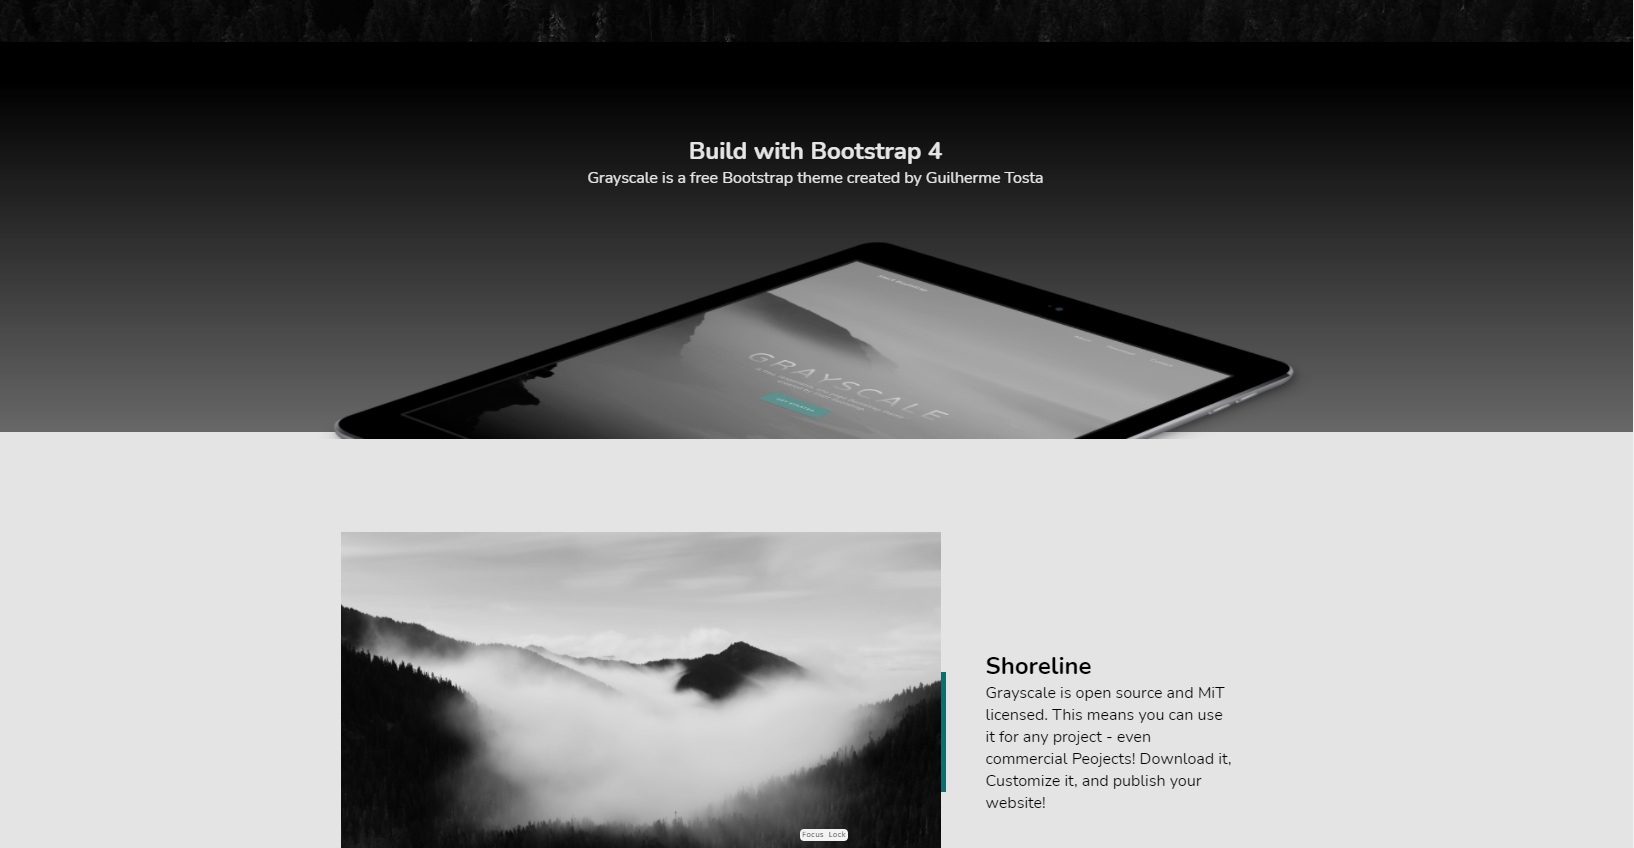 Build with Bootstrap 4
Grayscale is a free Bootstrap theme created by Guilherme Tosta
GRAYSCALE
Shoreline
Grayscale is open source and MiT
licensed. This means you can use
it for any project - even
commercial Peojects! Download it,
Customize it, and publish your
website!
Focus Lock